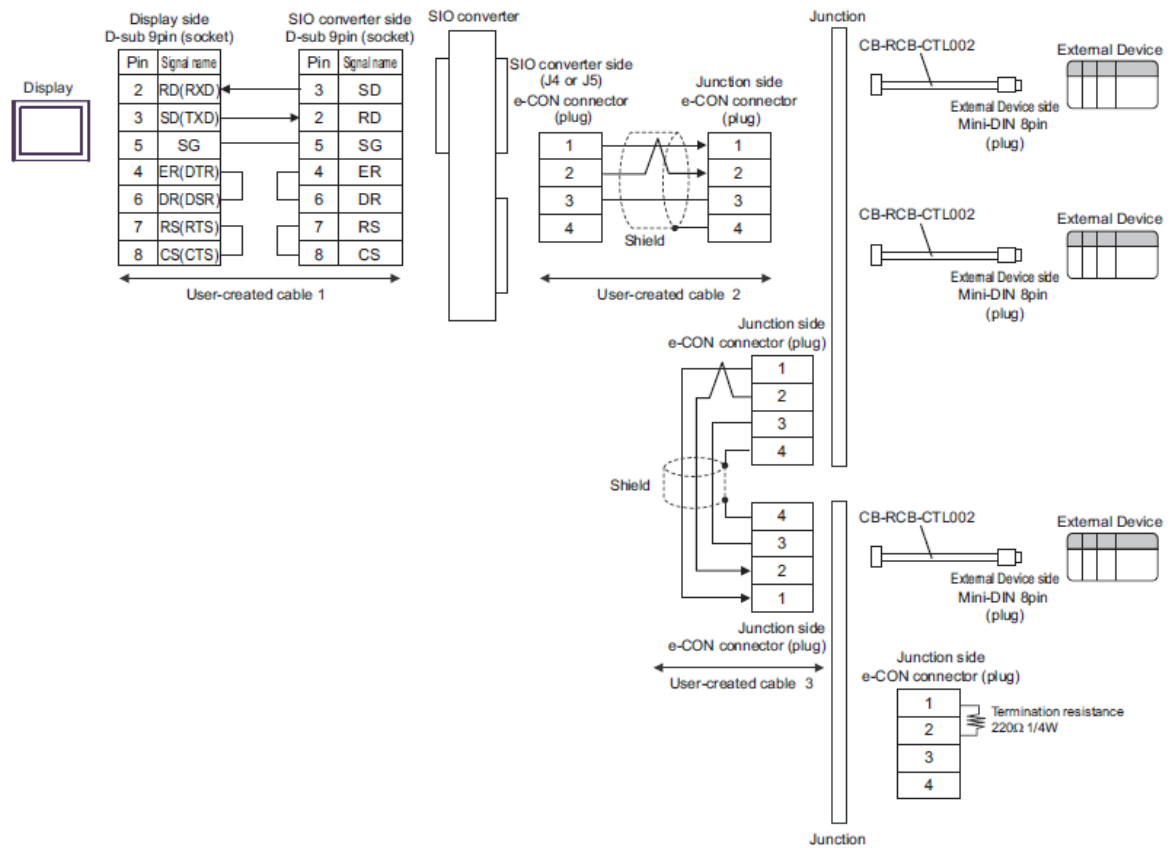 Display
Display side
D-sub 9pin (socket)
Pin Signal name
2 RD(RXD)
3 SD(TXD)
5 SG
4 ER(DTR)
6 DR(DSR)
7 RS(RTS)
8 CS(CTS)
SIO converter side
D-sub 9pin (socket)
Pin Signal name
3 SD
2 RD
5 SG
4 ER
6 DR
7 RS
8 CS
User-created cable 1
SIO converter
SIO converter side
(J4 or J5)
e-CON connector
(plug)
1
2
3
4
Shield
Junction side
e-CON connector
(plug)
1
2
3
4
User-created cable 2
Junction
CB-RCB-CTL002
External Device side
Mini-DIN 8pin
(plug)
External Device
CB-RCB-CTL002
External Device side
Mini-DIN 8pin
(plug)
External Device
Junction side
e-CON connector (plug)
1
2
3
4
Shield
4
3
2
1
Junction side
e-CON connector (plug)
User-created cable 3
CB-RCB-CTL002
External Device side
Mini-DIN 8pin
(plug)
External Device
Junction side
e-CON connector (plug)
1
2
3
4
Termination resistance
220Ω 1/4W
Junction